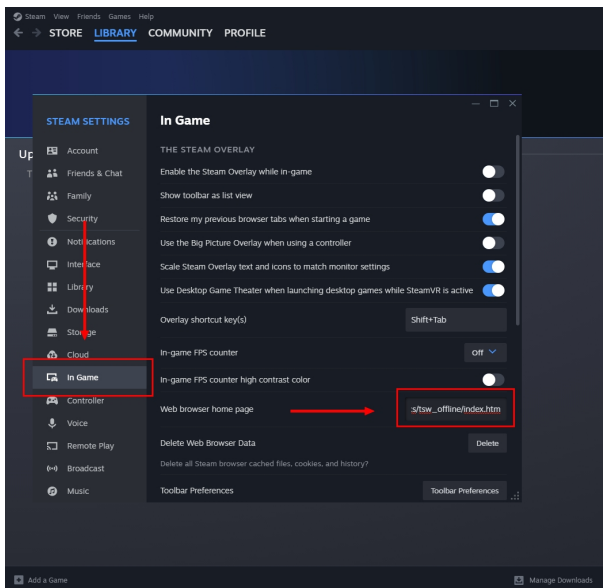 Steam View Friends Games Help
STORE LIBRARY COMMUNITY PROFILE
STEAM SETTINGS
Account
Friends & Chat
Family
Security
Notifications
Interface
Library
Downloads
Storage
Cloud
In Game
Controller
Voice
Remote Play
Broadcast
Music
In Game
THE STEAM OVERLAY
Enable the Steam Overlay while in-game
Show toolbar as list view
Restore my previous browser tabs when starting a game
Use the Big Picture Overlay when using a controller
Scale Steam Overlay text and icons to match monitor settings
Use Desktop Game Theater when launching desktop games while SteamVR is active
Overlay shortcut key(s) Shift+Tab
In-game FPS counter Off
In-game FPS counter high contrast color
Web browser home page s/tsw_offline/index.htm
Delete Web Browser Data Delete
Delete all Steam browser cached files, cookies, and history?
Toolbar Preferences Toolbar Preferences
Up
T
Add a Game Manage Downloads